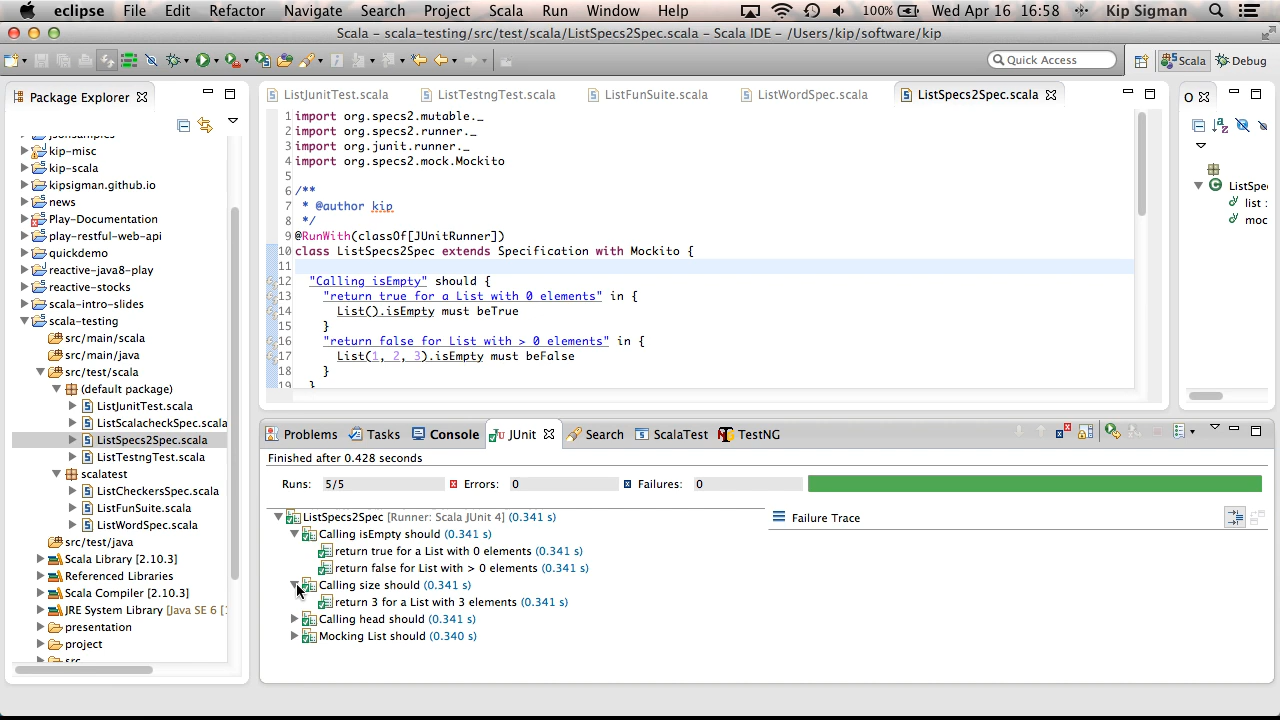 eclipse File Edit Refactor Navigate Search Project Scala Run Window Help 100% Wed Apr 16 16:58 Kip Sigman
Scala - scala-testing/src/test/scala/ListSpecs2Spec.scala - Scala IDE - /Users/kip/software/kip
Quick Access Scala Debug
Package Explorer
kip-misc
kip-scala
kipsigman.github.io
news
Play-Documentation
play-restful-web-api
quickdemo
reactive-java8-play
reactive-stocks
scala-intro-slides
scala-testing
src/main/scala
src/main/java
src/test/scala
(default package)
ListJunitTest.scala
ListScalacheckSpec.scala
ListSpecs2Spec.scala
ListTestngTest.scala
scalatest
ListCheckersSpec.scala
ListFunSuite.scala
ListWordSpec.scala
src/test/java
Scala Library [2.10.3]
Referenced Libraries
Scala Compiler [2.10.3]
JRE System Library [Java SE 6 [
presentation
project
src
ListJunitTest.scala ListTestngTest.scala ListFunSuite.scala ListWordSpec.scala ListSpecs2Spec.scala
1 import org.specs2.mutable._
2 import org.specs2.runner._
3 import org.junit.runner._
4 import org.specs2.mock.Mockito
5
6 /**
7 * @author kip
8 */
9 @RunWith(classOf[JUnitRunner])
10 class ListSpecs2Spec extends Specification with Mockito {
11
12 "Calling isEmpty" should {
13 "return true for a List with 0 elements" in {
14 List().isEmpty must beTrue
15 }
16 "return false for List with > 0 elements" in {
17 List(1, 2, 3).isEmpty must beFalse
18 }
19 }
O
ListSpe
list :
moc
Problems Tasks Console JUnit Search ScalaTest TestNG
Finished after 0.428 seconds
Runs: 5/5 Errors: 0 Failures: 0
ListSpecs2Spec [Runner: Scala JUnit 4] (0.341 s)
Calling isEmpty should (0.341 s)
return true for a List with 0 elements (0.341 s)
return false for List with > 0 elements (0.341 s)
Calling size should (0.341 s)
return 3 for a List with 3 elements (0.341 s)
Calling head should (0.341 s)
Mocking List should (0.340 s)
Failure Trace